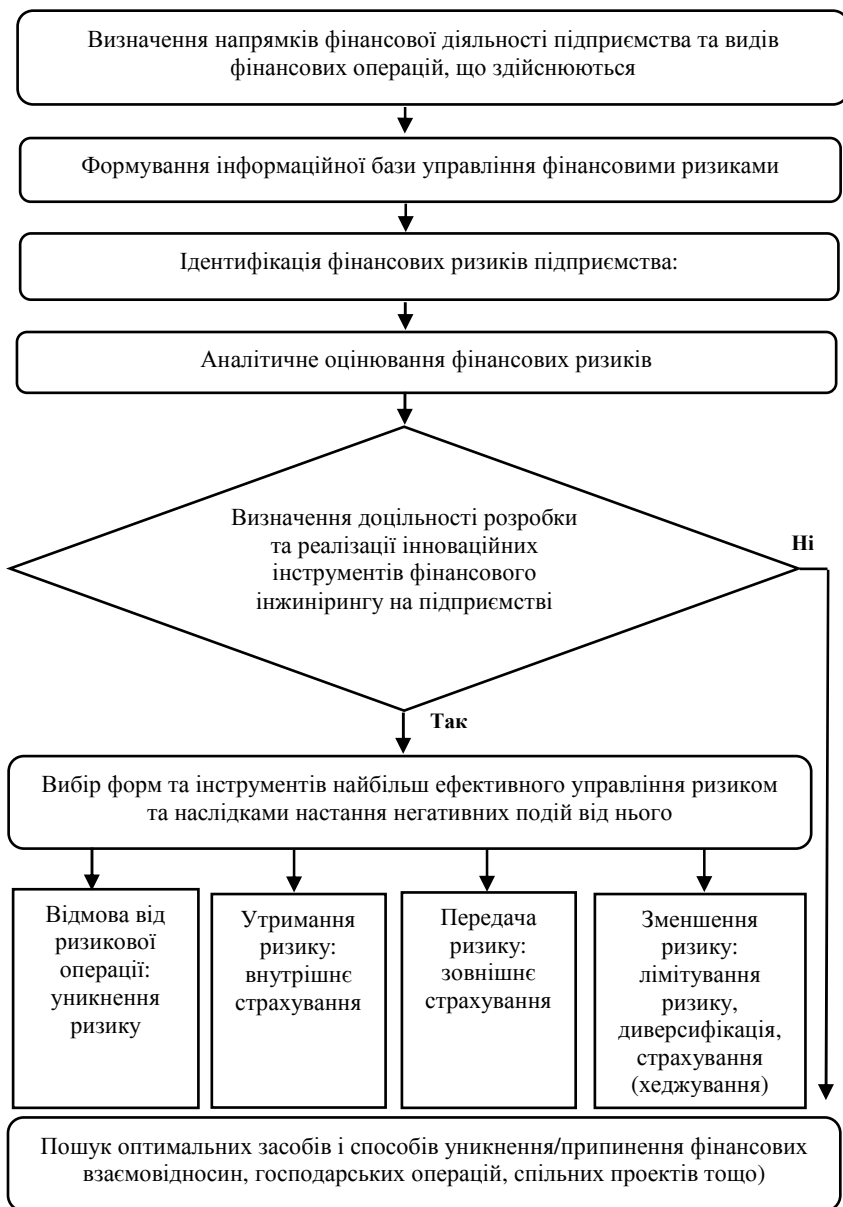 Визначення напрямків фінансової діяльності підприємства та видів
фінансових операцій, що здійснюються
Формування інформаційної бази управління фінансовими ризиками
Ідентифікація фінансових ризиків підприємства:
Аналітичне оцінювання фінансових ризиків
Визначення доцільності розробки
та реалізації інноваційних
інструментів фінансового
інжинірингу на підприємстві
Ні
Так
Вибір форм та інструментів найбільш ефективного управління ризиком
та наслідками настання негативних подій від нього
Відмова від
ризикової
операції:
уникнення
ризику
Утримання
ризику:
внутрішнє
страхування
Передача
ризику:
зовнішнє
страхування
Зменшення
ризику:
лімітування
ризику,
диверсифікація,
страхування
(хеджування)
Пошук оптимальних засобів і способів уникнення/припинення фінансових
взаємовідносин, господарських операцій, спільних проектів тощо)